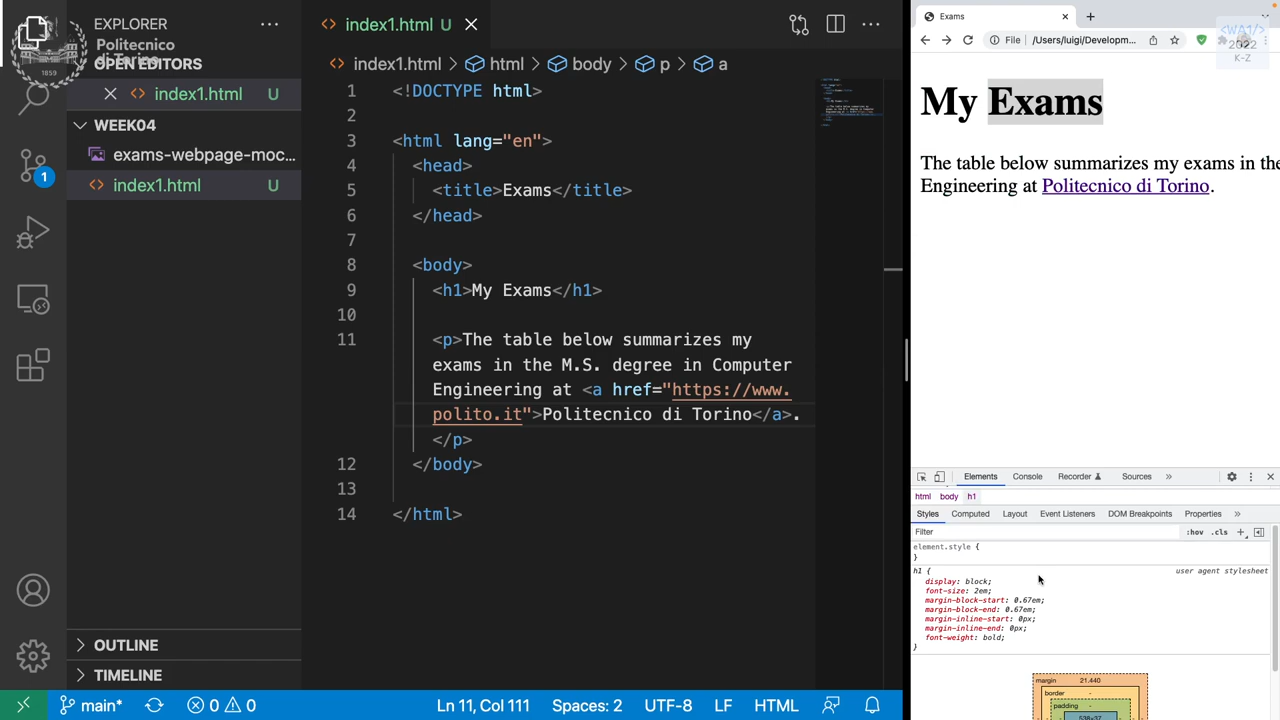 EXPLORER
Politecnico
Torino
1859
OPEN EDITORS
index1.html U
WEEK04
exams-webpage-moc...
index1.html U
1
OUTLINE
TIMELINE
index1.html U
index1.html html body p a
1 <!DOCTYPE html>
2
3 <html lang="en">
4 <head>
5 <title>Exams</title>
6 </head>
7
8 <body>
9 <h1>My Exams</h1>
10
11 <p>The table below summarizes my
exams in the M.S. degree in Computer
Engineering at <a href="https://www.
polito.it">Politecnico di Torino</a>.
</p>
12 </body>
13
14 </html>
main* 0 0 Ln 11, Col 111 Spaces: 2 UTF-8 LF HTML
Exams
File /Users/luigi/Developm...
<WA1/>
2022
K-Z
My Exams
The table below summarizes my exams in the
Engineering at Politecnico di Torino.
Elements Console Recorder Sources »
html body h1
Styles Computed Layout Event Listeners DOM Breakpoints Properties »
Filter :hov .cls +
element.style {
}
h1 { user agent stylesheet
display: block;
font-size: 2em;
margin-block-start: 0.67em;
margin-block-end: 0.67em;
margin-inline-start: 0px;
margin-inline-end: 0px;
font-weight: bold;
}
margin 21.440
border -
padding -